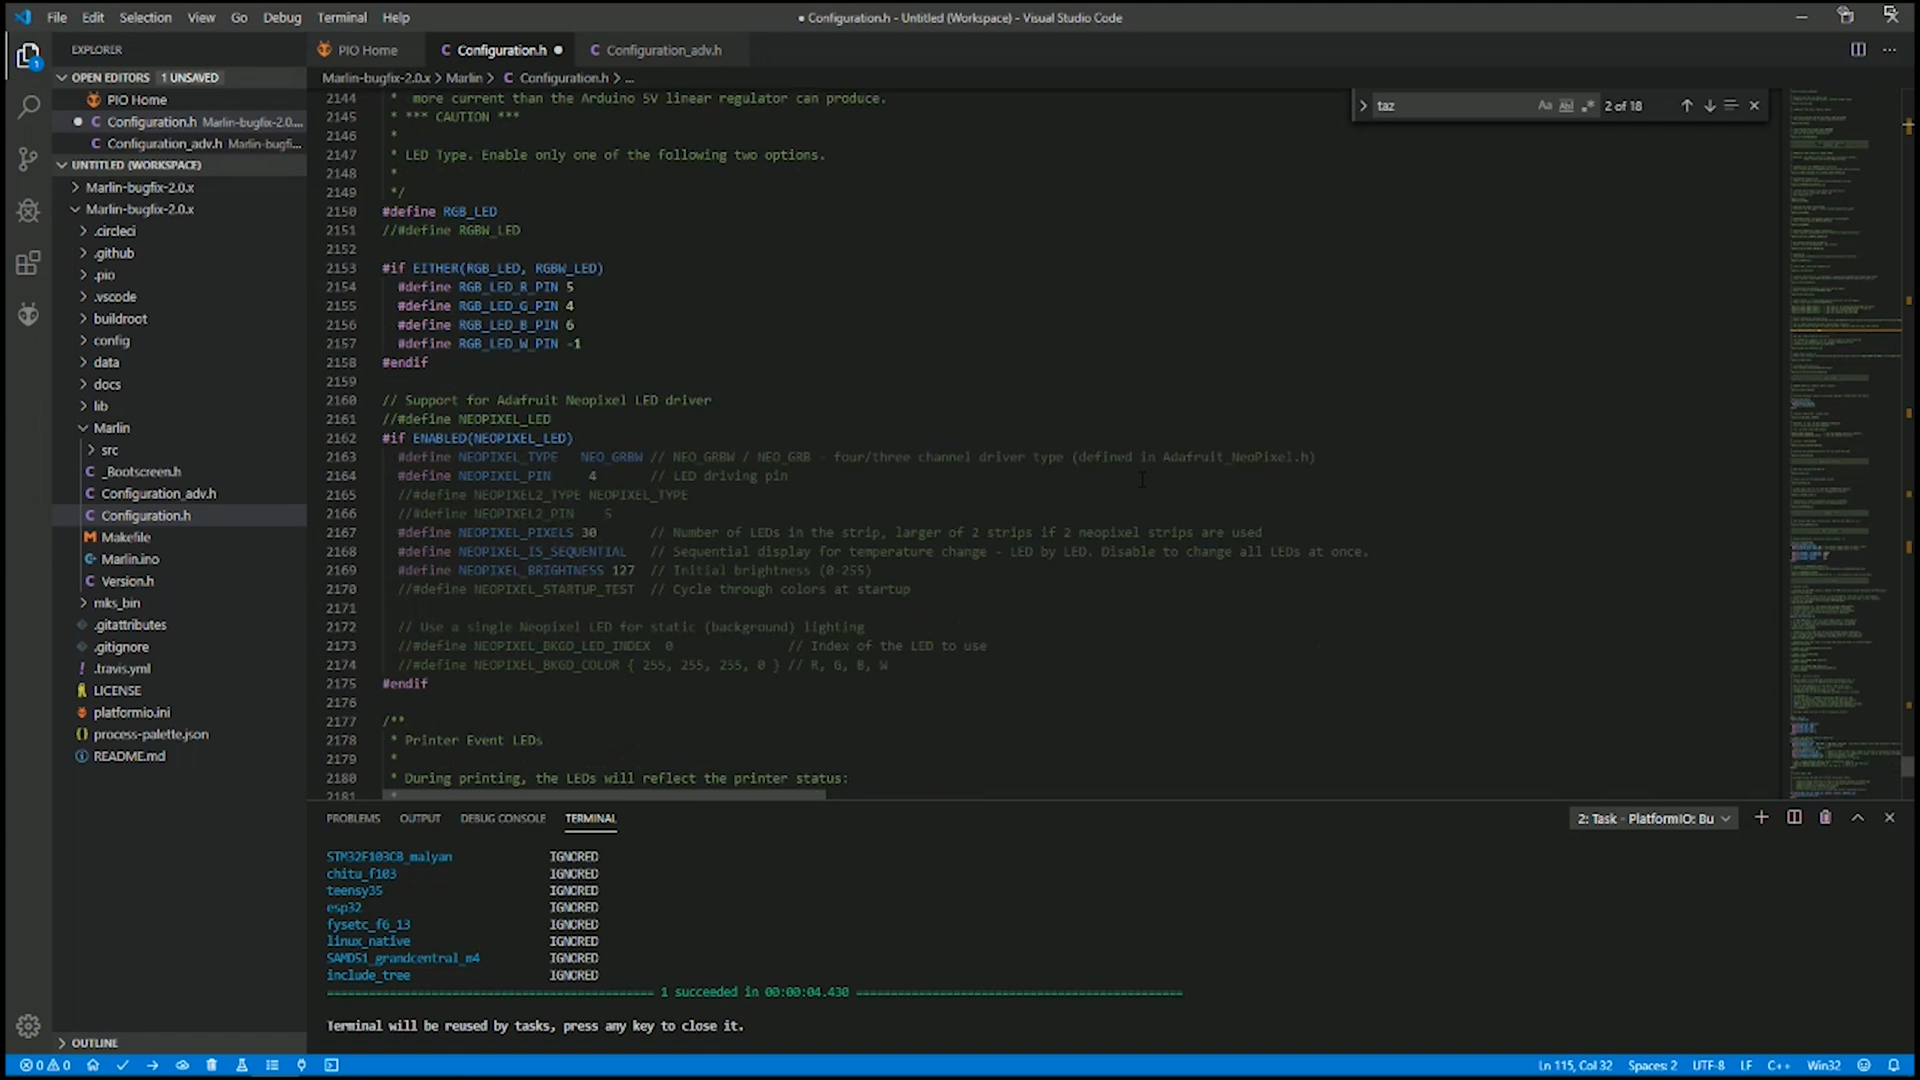 File Edit Selection View Go Debug Terminal Help
● Configuration.h - Untitled (Workspace) - Visual Studio Code
EXPLORER
PIO Home
Configuration.h
Configuration_adv.h
OPEN EDITORS 1 UNSAVED
PIO Home
Configuration.h Marlin-bugfix-2.0....
Configuration_adv.h Marlin-bugfi...
UNTITLED (WORKSPACE)
Marlin-bugfix-2.0.x
Marlin-bugfix-2.0.x
.circleci
.github
.pio
.vscode
buildroot
config
data
docs
lib
Marlin
src
_Bootscreen.h
Configuration_adv.h
Configuration.h
Makefile
Marlin.ino
Version.h
mks_bin
.gitattributes
.gitignore
.travis.yml
LICENSE
platformio.ini
process-palette.json
README.md
OUTLINE
Marlin-bugfix-2.0.x > Marlin > C Configuration.h > ...
taz
Aa Abl .* 2 of 18
2144 * more current than the Arduino 5V linear regulator can produce.
2145 * *** CAUTION ***
2146 *
2147 * LED Type. Enable only one of the following two options.
2148 *
2149 */
2150 #define RGB_LED
2151 //#define RGBW_LED
2152
2153 #if EITHER(RGB_LED, RGBW_LED)
2154 #define RGB_LED_R_PIN 5
2155 #define RGB_LED_G_PIN 4
2156 #define RGB_LED_B_PIN 6
2157 #define RGB_LED_W_PIN -1
2158 #endif
2159
2160 // Support for Adafruit Neopixel LED driver
2161 //#define NEOPIXEL_LED
2162 #if ENABLED(NEOPIXEL_LED)
2163 #define NEOPIXEL_TYPE NEO_GRBW // NEO_GRBW / NEO_GRB - four/three channel driver type (defined in Adafruit_NeoPixel.h)
2164 #define NEOPIXEL_PIN 4 // LED driving pin
2165 //#define NEOPIXEL2_TYPE NEOPIXEL_TYPE
2166 //#define NEOPIXEL2_PIN 5
2167 #define NEOPIXEL_PIXELS 30 // Number of LEDs in the strip, larger of 2 strips if 2 neopixel strips are used
2168 #define NEOPIXEL_IS_SEQUENTIAL // Sequential display for temperature change - LED by LED. Disable to change all LEDs at once.
2169 #define NEOPIXEL_BRIGHTNESS 127 // Initial brightness (0-255)
2170 //#define NEOPIXEL_STARTUP_TEST // Cycle through colors at startup
2171
2172 // Use a single Neopixel LED for static (background) lighting
2173 //#define NEOPIXEL_BKGD_LED_INDEX 0 // Index of the LED to use
2174 //#define NEOPIXEL_BKGD_COLOR { 255, 255, 255, 0 } // R, G, B, W
2175 #endif
2176
2177 /**
2178 * Printer Event LEDs
2179 *
2180 * During printing, the LEDs will reflect the printer status:
2181 *
PROBLEMS OUTPUT DEBUG CONSOLE TERMINAL
2: Task - PlatformIO: Bu
STM32F103CB_malyan IGNORED
chitu_f103 IGNORED
teensy35 IGNORED
esp32 IGNORED
fysetc_f6_13 IGNORED
linux_native IGNORED
SAMD51_grandcentral_m4 IGNORED
include_tree IGNORED
1 succeeded in 00:00:04.430
Terminal will be reused by tasks, press any key to close it.
0 0
Ln 115, Col 32 Spaces: 2 UTF-8 LF C++ Win32